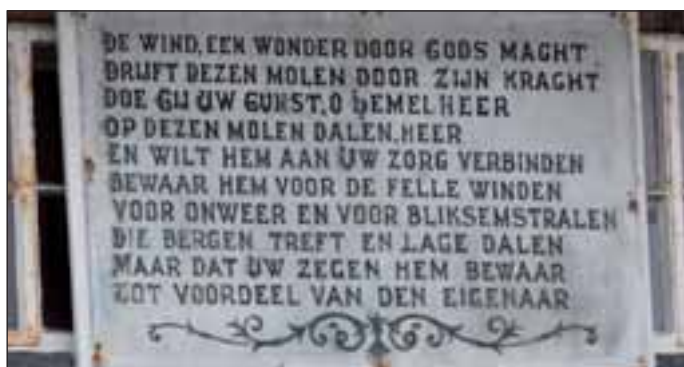 DE WIND, EEN WONDER DOOR GODS MACHT
DRIJFT DEZEN MOLEN DOOR ZIJN KRACHT
DOE GIJ UW GUNST, O HEMELHEER
OP DEZEN MOLEN DALEN, HEER
EN WILT HEM AAN UW ZORG VERBINDEN
BEWAAR HEM VOOR DE FELLE WINDEN
VOOR ONWEER EN VOOR BLIKSEMSTRALEN
DIE BERGEN TREFT EN LAGE DALEN
MAAR DAT UW ZEGEN HEM BEWAAR
TOT VOORDEEL VAN DEN EIGENAAR